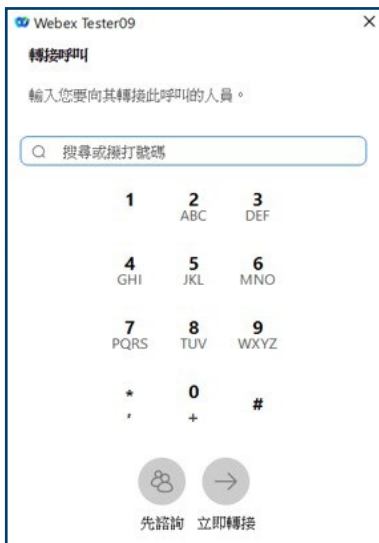 Webex Tester09
轉接呼叫
輸入您要向其轉接此呼叫的人員。
搜尋或撥打號碼
1 2 3
ABC DEF
4 5 6
GHI JKL MNO
7 8 9
PQRS TUV WXYZ
* 0 #
, +
先諮詢 立即轉接